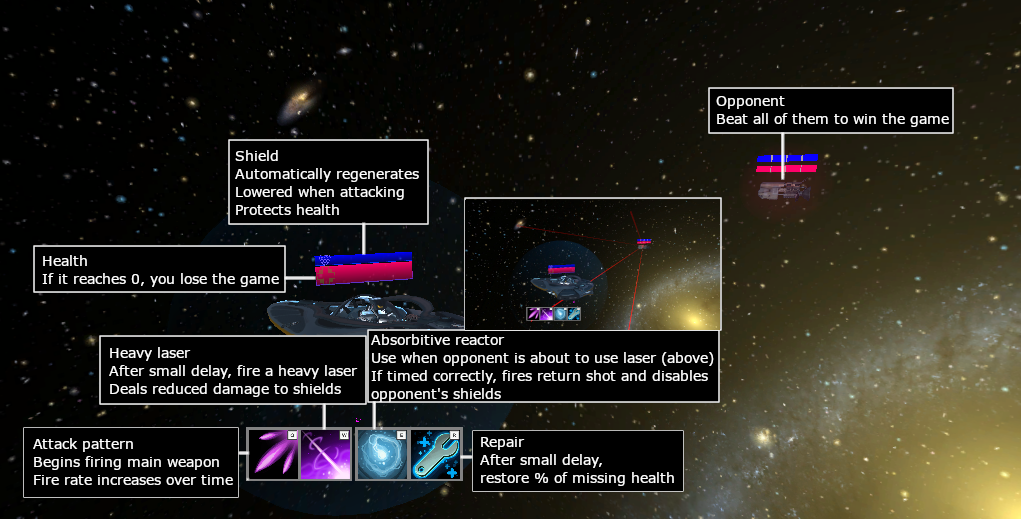 Opponent
Beat all of them to win the game
Shield
Automatically regenerates
Lowered when attacking
Protects health
Health
If it reaches 0, you lose the game
Heavy laser
After small delay, fire a heavy laser
Deals reduced damage to shields
Absorbitive reactor
Use when opponent is about to use laser (above)
If timed correctly, fires return shot and disables
opponent's shields
Attack pattern
Begins firing main weapon
Fire rate increases over time
Q
W
E
R
Repair
After small delay,
restore % of missing health